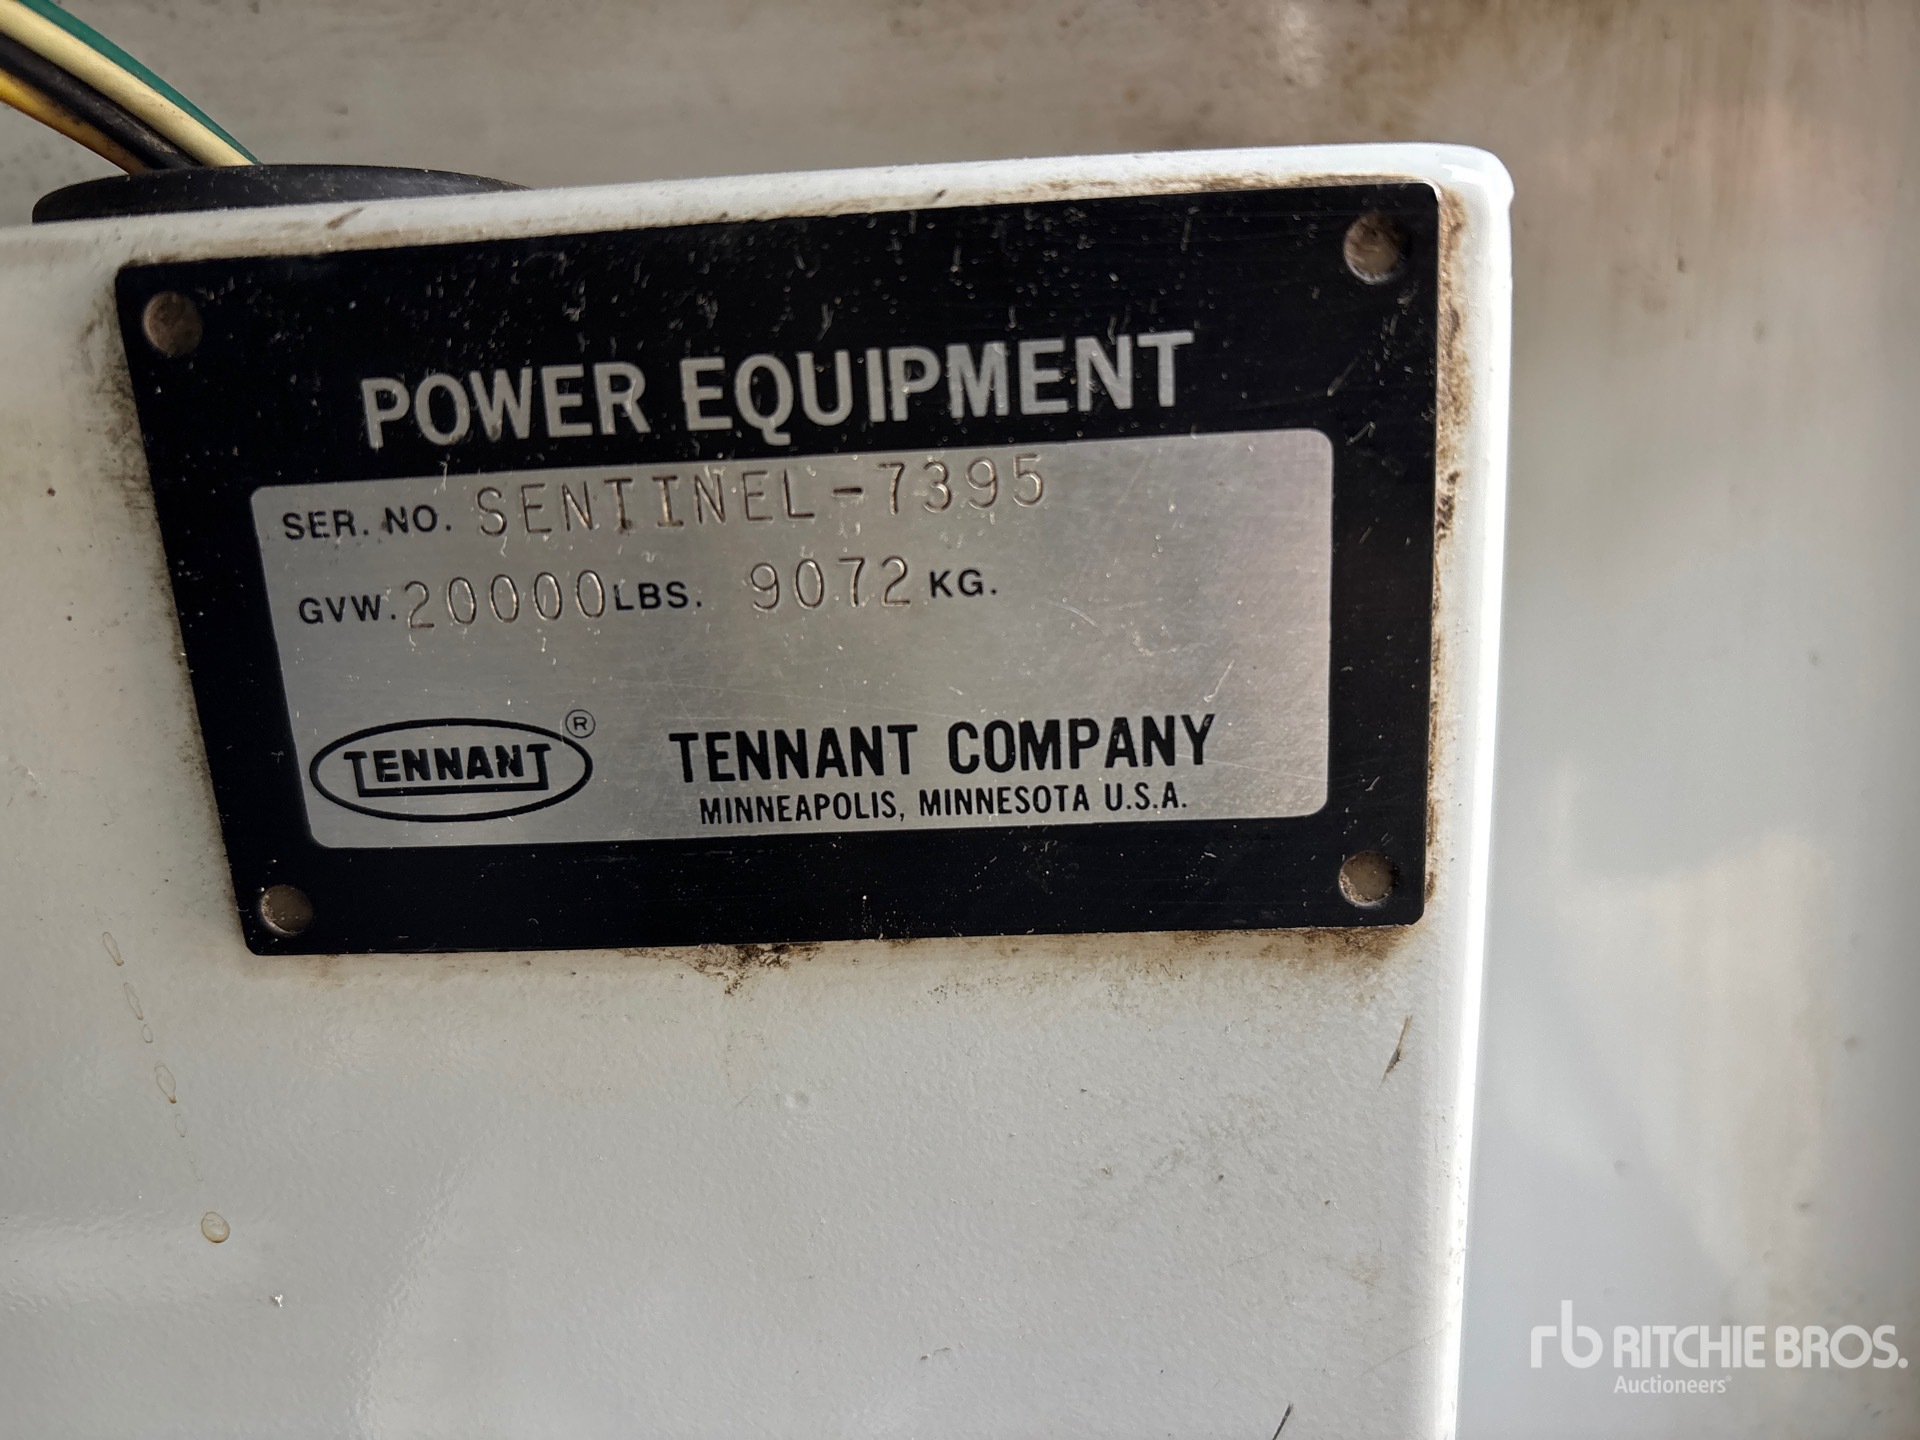 POWER EQUIPMENT
SER. NO. SENTINEL-7395
GVW. 20000 LBS. 9072 KG.
TENNANT ®
TENNANT COMPANY
MINNEAPOLIS, MINNESOTA U.S.A.
rb RITCHIE BROS.
Auctioneers